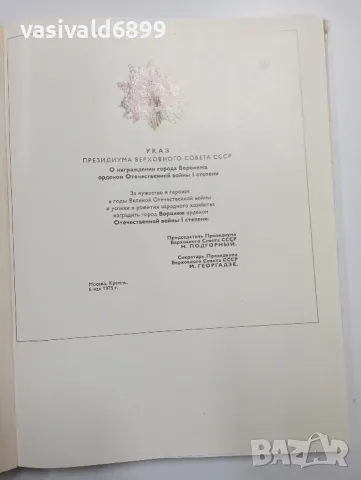 vasivald6899
УКАЗ
ПРЕЗИДИУМА ВЕРХОВНОГО СОВЕТА СССР
О награждении города Воронежа
орденом Отечественной войны I степени
За мужество и героизм
в годы Великой Отечественной войны
и успехи в развитии народного хозяйства
наградить город Воронеж орденом
Отечественной войны I степени.
Председатель Президиума
Верховного Совета СССР
Н. ПОДГОРНЫЙ.
Секретарь Президиума
Верховного Совета СССР
М. ГЕОРГАДЗЕ.
Москва, Кремль,
6 мая 1975 г.
BAZAR
bg